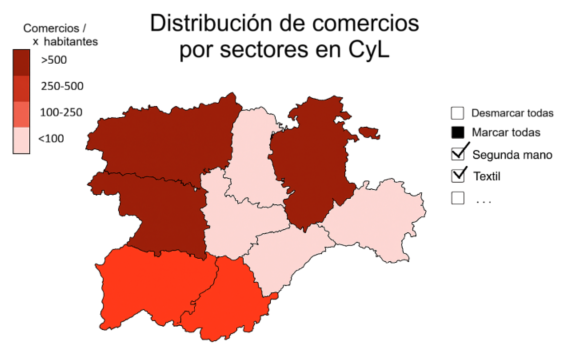 Distribución de comercios
por sectores en CyL
Comercios /
x habitantes
>500
250-500
100-250
<100
Desmarcar todas
Marcar todas
Segunda mano
Textil
...